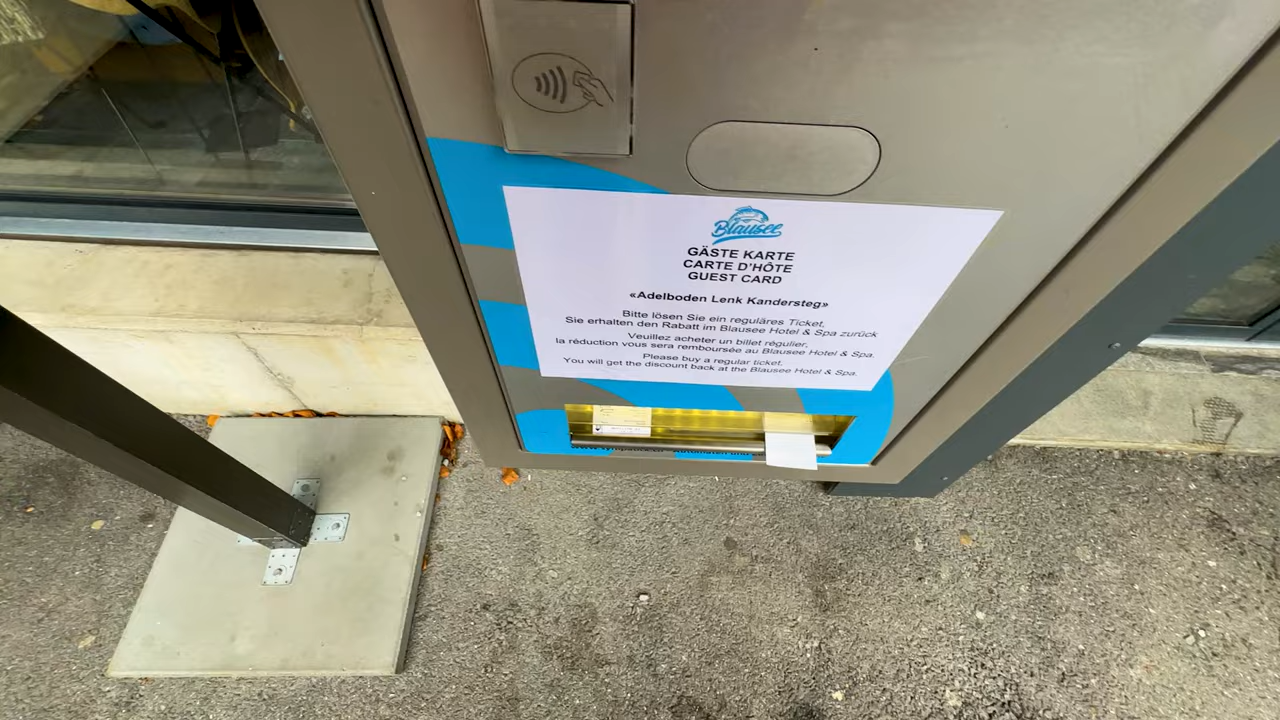 Blausee
GÄSTE KARTE
CARTE D'HÔTE
GUEST CARD
«Adelboden Lenk Kandersteg»
Bitte lösen Sie ein reguläres Ticket,
Sie erhalten den Rabatt im Blausee Hotel & Spa zurück
Veuillez acheter un billet régulier,
la réduction vous sera remboursée au Blausee Hotel & Spa.
Please buy a regular ticket.
You will get the discount back at the Blausee Hotel & Spa.